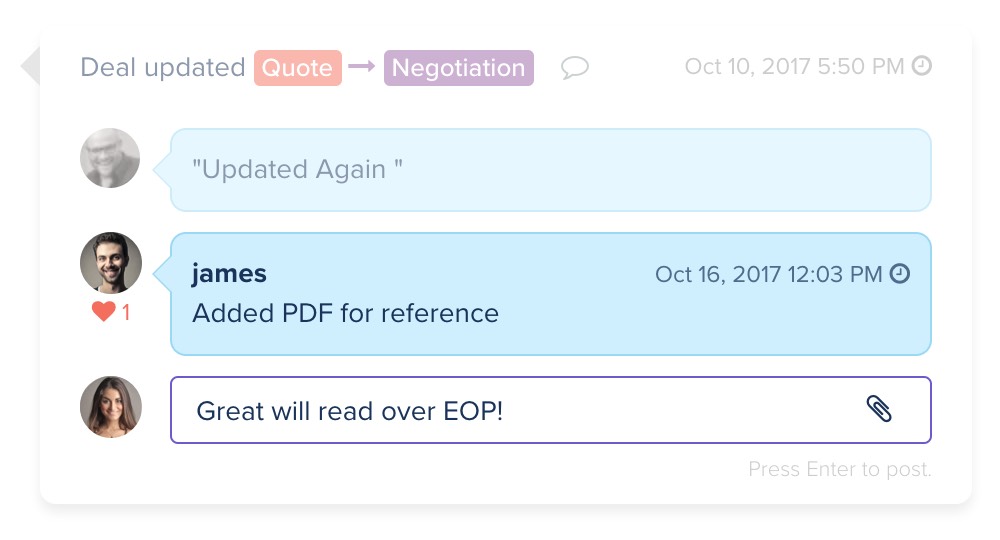 Deal updated Quote → Negotiation Oct 10, 2017 5:50 PM
"Updated Again "
james Oct 16, 2017 12:03 PM
1
Added PDF for reference
Great will read over EOP!
Press Enter to post.